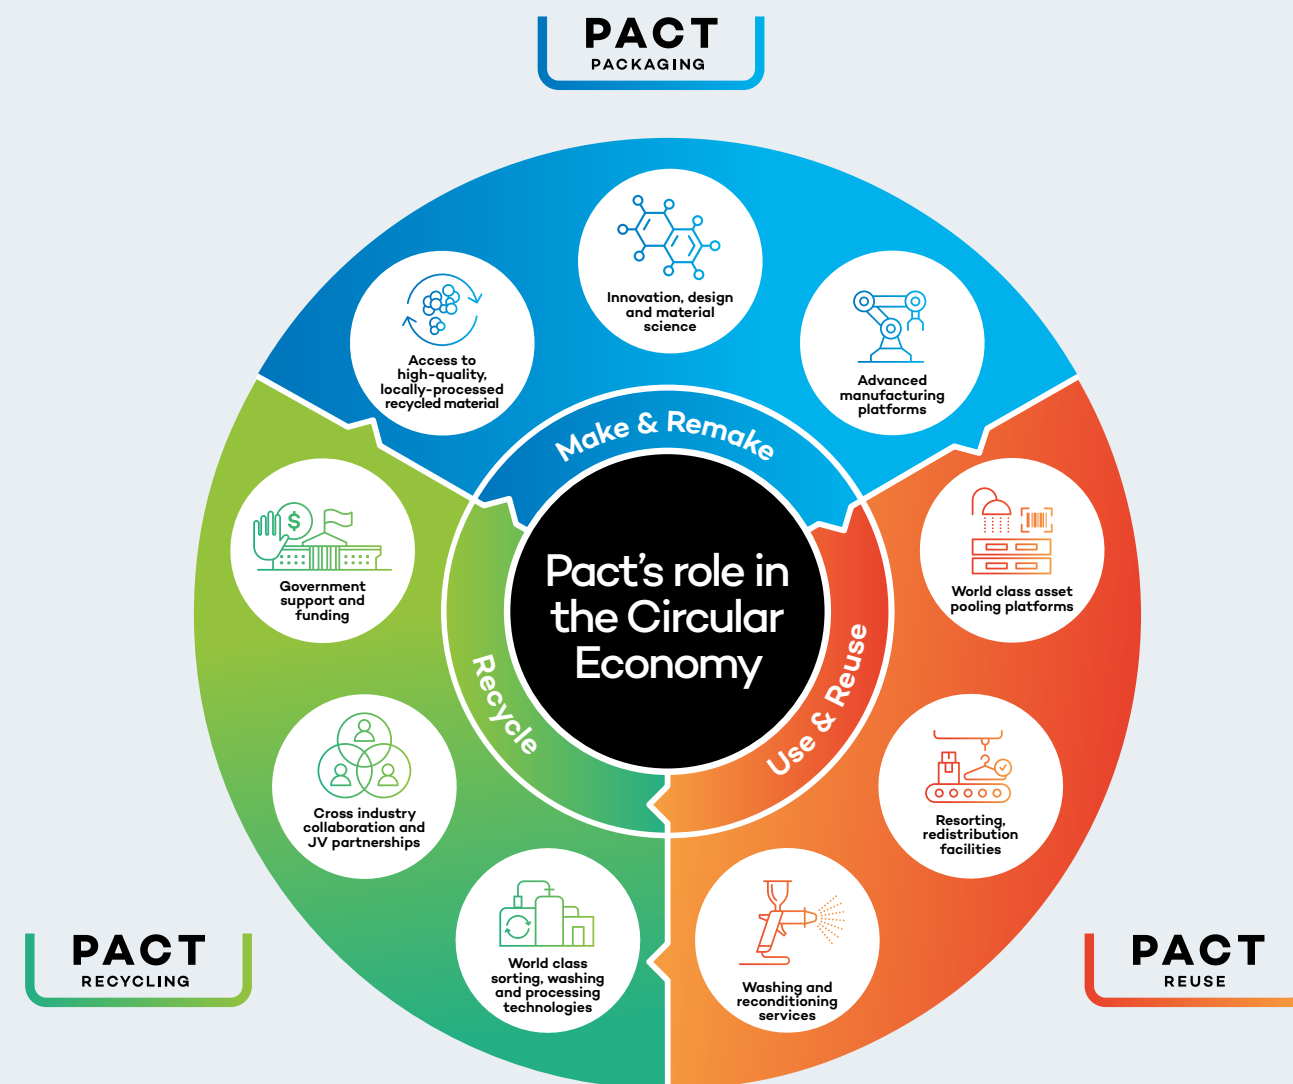 PACT
PACKAGING
Innovation, design
and material
science
Access to
high-quality,
locally-processed
recycled material
Advanced
manufacturing
platforms
Make & Remake
Government
support and
funding
$
World class asset
pooling platforms
Pact's role in
the Circular
Economy
Recycle
Use & Reuse
Cross industry
collaboration and
JV partnerships
Resorting,
redistribution
facilities
World class
sorting, washing
and processing
technologies
Washing and
reconditioning
services
PACT
RECYCLING
PACT
REUSE